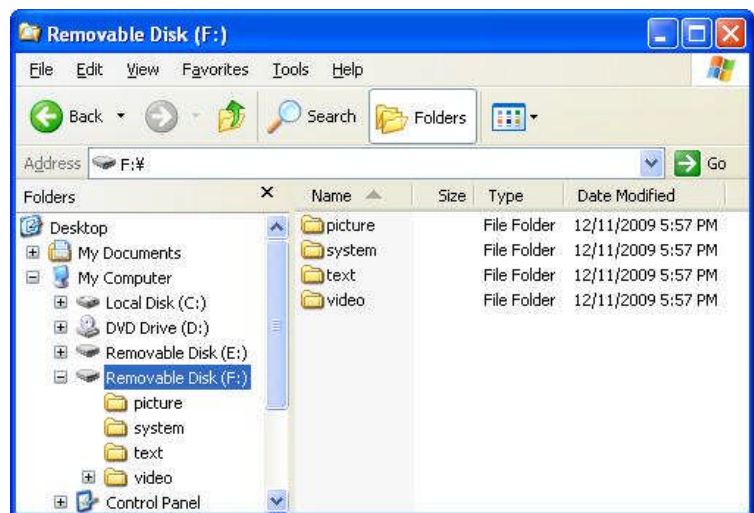 Removable Disk (F:)
File Edit View Favorites Tools Help
Back Search Folders
Address F:¥ Go
Folders
Desktop
My Documents
My Computer
Local Disk (C:)
DVD Drive (D:)
Removable Disk (E:)
Removable Disk (F:)
picture
system
text
video
Control Panel
Name Size Type Date Modified
picture File Folder 12/11/2009 5:57 PM
system File Folder 12/11/2009 5:57 PM
text File Folder 12/11/2009 5:57 PM
video File Folder 12/11/2009 5:57 PM